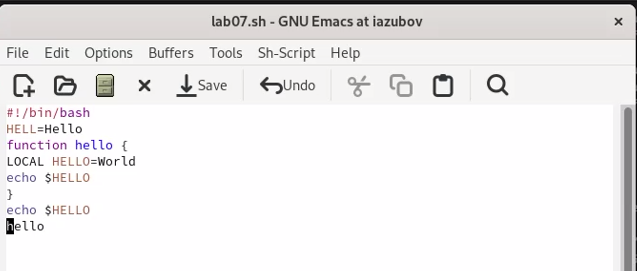 lab07.sh - GNU Emacs at iazubov
File Edit Options Buffers Tools Sh-Script Help
Save Undo
#!/bin/bash
HELL=Hello
function hello {
LOCAL HELLO=World
echo $HELLO
}
echo $HELLO
hello